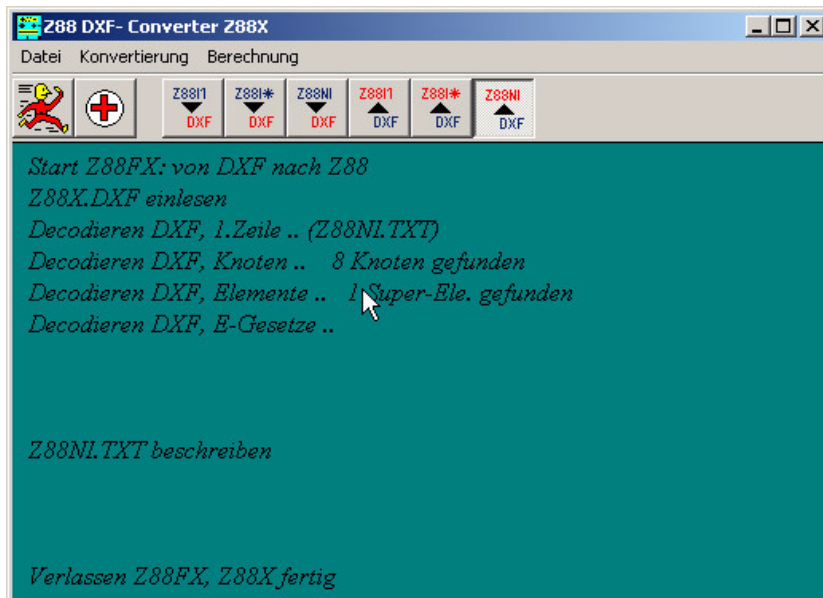 Z88 DXF- Converter Z88X
Datei Konvertierung Berechnung
Z88I1 Z88I* Z88NI Z88I1 Z88I* Z88NI
DXF DXF DXF DXF DXF DXF
Start Z88FX: von DXF nach Z88
Z88X.DXF einlesen
Decodieren DXF, 1.Zeile .. (Z88NI.TXT)
Decodieren DXF, Knoten .. 8 Knoten gefunden
Decodieren DXF, Elemente .. 1 Super-Ele. gefunden
Decodieren DXF, E-Gesetze ..
Z88NI.TXT beschreiben
Verlassen Z88FX, Z88X fertig